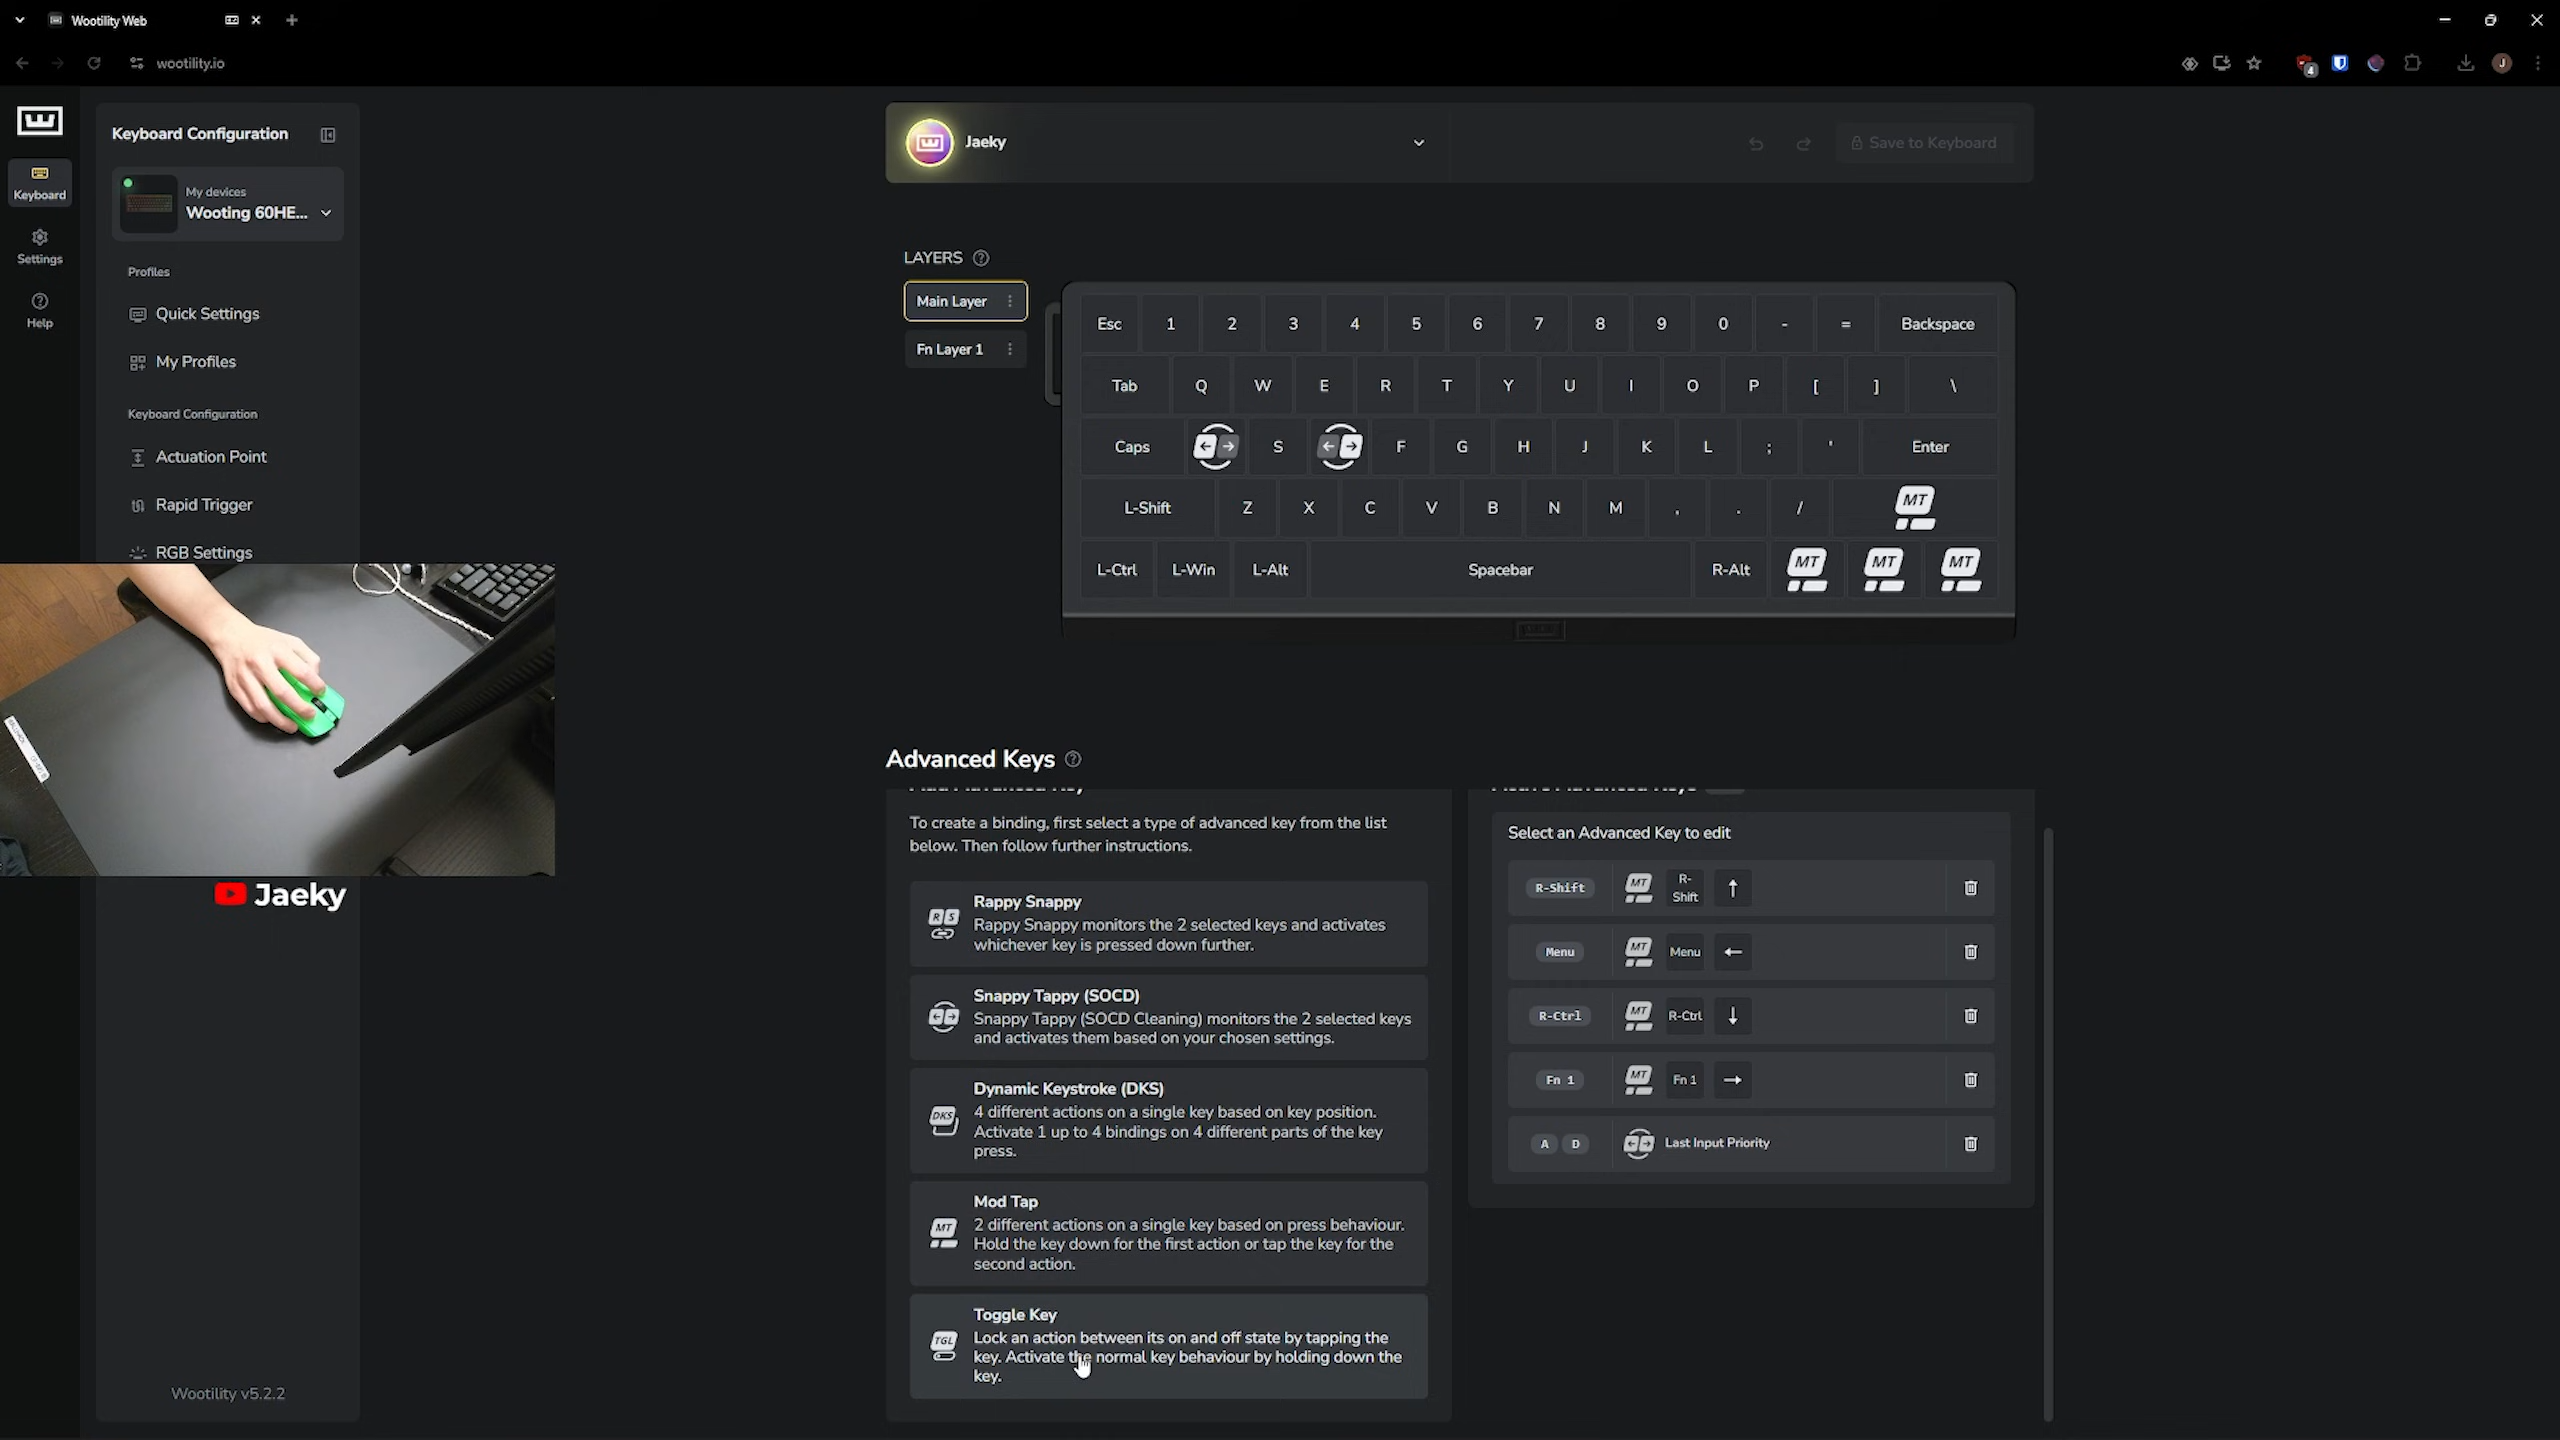 Wootility Web
wootility.io
4
J
Keyboard
Settings
Help
Keyboard Configuration
My devices
Wooting 60HE...
Profiles
Quick Settings
My Profiles
Keyboard Configuration
Actuation Point
Rapid Trigger
RGB Settings
Jaeky
Wootility v5.2.2
Jaeky
Save to Keyboard
LAYERS
Main Layer
Fn Layer 1
Esc 1 2 3 4 5 6 7 8 9 0 - = Backspace
Tab Q W E R T Y U I O P [ ] \
Caps S F G H J K L ; ' Enter
L-Shift Z X C V B N M , . / MT
L-Ctrl L-Win L-Alt Spacebar R-Alt MT MT MT
Advanced Keys
To create a binding, first select a type of advanced key from the list
below. Then follow further instructions.
R S
Rappy Snappy
Rappy Snappy monitors the 2 selected keys and activates
whichever key is pressed down further.
Snappy Tappy (SOCD)
Snappy Tappy (SOCD Cleaning) monitors the 2 selected keys
and activates them based on your chosen settings.
DKS
Dynamic Keystroke (DKS)
4 different actions on a single key based on key position.
Activate 1 up to 4 bindings on 4 different parts of the key
press.
MT
Mod Tap
2 different actions on a single key based on press behaviour.
Hold the key down for the first action or tap the key for the
second action.
TGL
Toggle Key
Lock an action between its on and off state by tapping the
key. Activate the normal key behaviour by holding down the
key.
Select an Advanced Key to edit
R-Shift MT R-
Shift ↑
Menu MT Menu ←
R-Ctrl MT R-Ctrl ↓
Fn 1 MT Fn 1 →
A D Last Input Priority